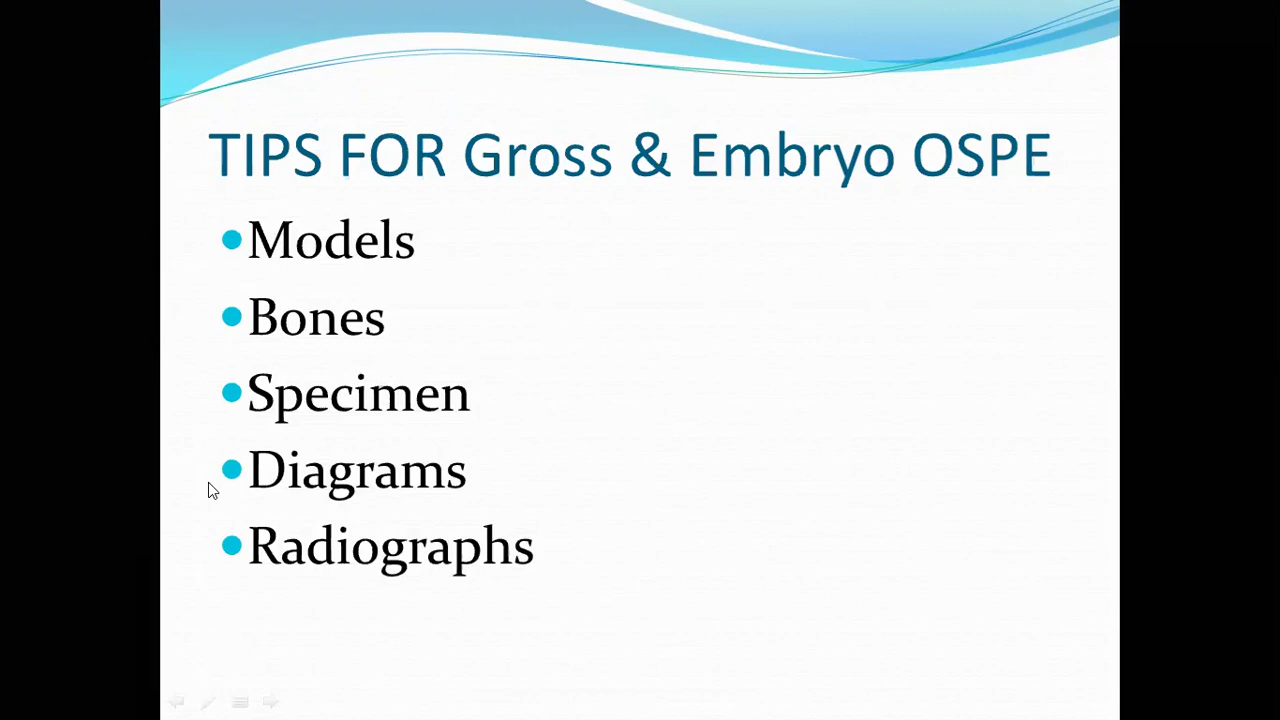 TIPS FOR Gross & Embryo OSPE
•Models
•Bones
•Specimen
•Diagrams
•Radiographs